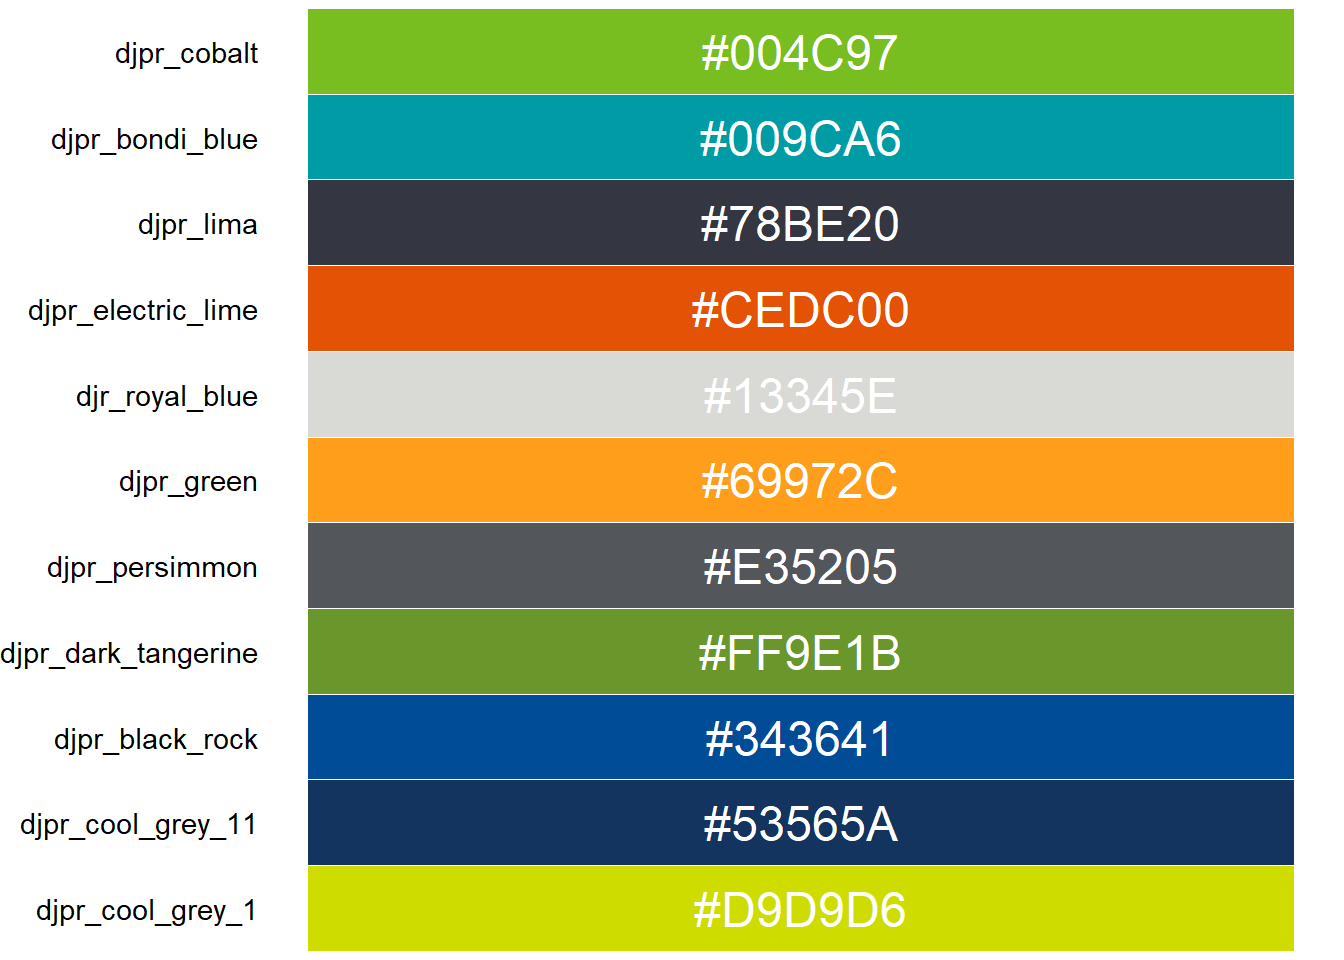 djpr_cobalt #004C97
djpr_bondi_blue #009CA6
djpr_lima #78BE20
djpr_electric_lime #CEDC00
djr_royal_blue #13345E
djpr_green #69972C
djpr_persimmon #E35205
djpr_dark_tangerine #FF9E1B
djpr_black_rock #343641
djpr_cool_grey_11 #53565A
djpr_cool_grey_1 #D9D9D6